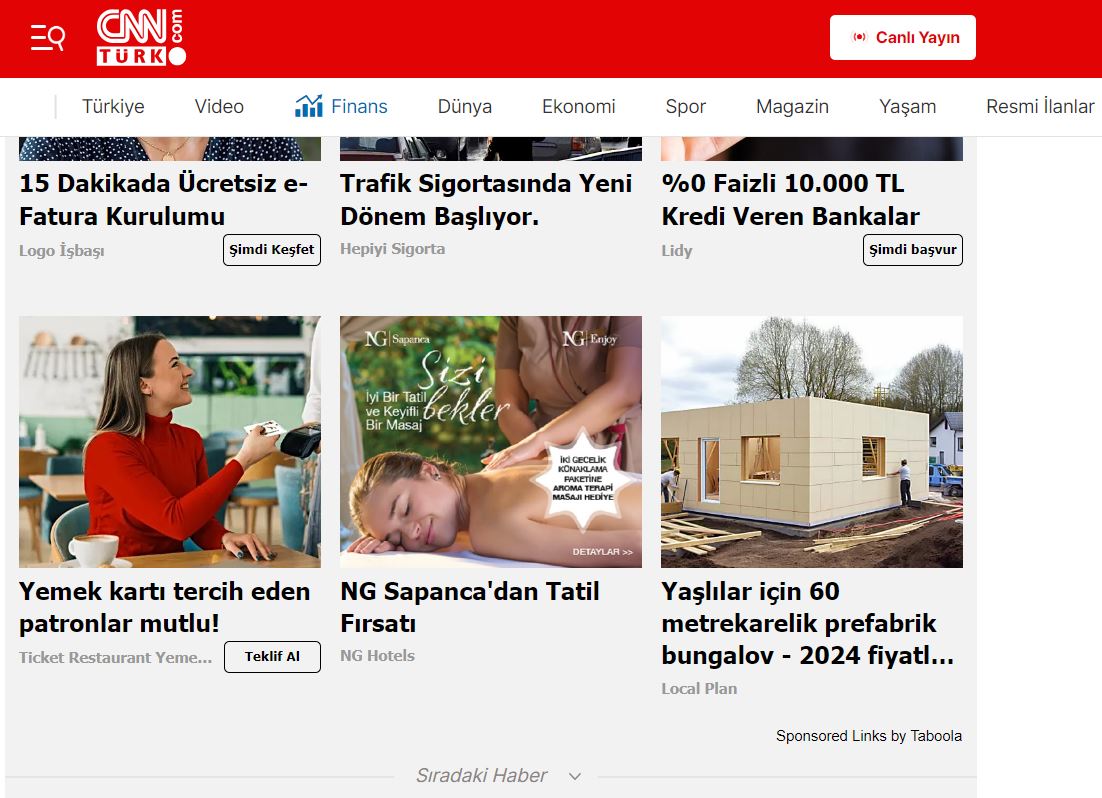 CNN
TÜRK
.com
Canlı Yayın
Türkiye Video Finans Dünya Ekonomi Spor Magazin Yaşam Resmi İlanlar
15 Dakikada Ücretsiz e-
Fatura Kurulumu
Logo İşbaşı
Şimdi Keşfet
Trafik Sigortasında Yeni
Dönem Başlıyor.
Hepiyi Sigorta
%0 Faizli 10.000 TL
Kredi Veren Bankalar
Lidy
Şimdi başvur
Yemek kartı tercih eden
patronlar mutlu!
Ticket Restaurant Yeme...
Teklif Al
NG Sapanca
NG Enjoy
Sizi
bekler
İyi Bir Tatil
ve Keyifli
Bir Masaj
İKİ GECELİK
KONAKLAMA
PAKETİNE
AROMA TERAPİ
MASAJI HEDİYE
DETAYLAR >>
NG Sapanca'dan Tatil
Fırsatı
NG Hotels
Yaşlılar için 60
metrekarelik prefabrik
bungalov - 2024 fiyatl...
Local Plan
Sponsored Links by Taboola
Sıradaki Haber